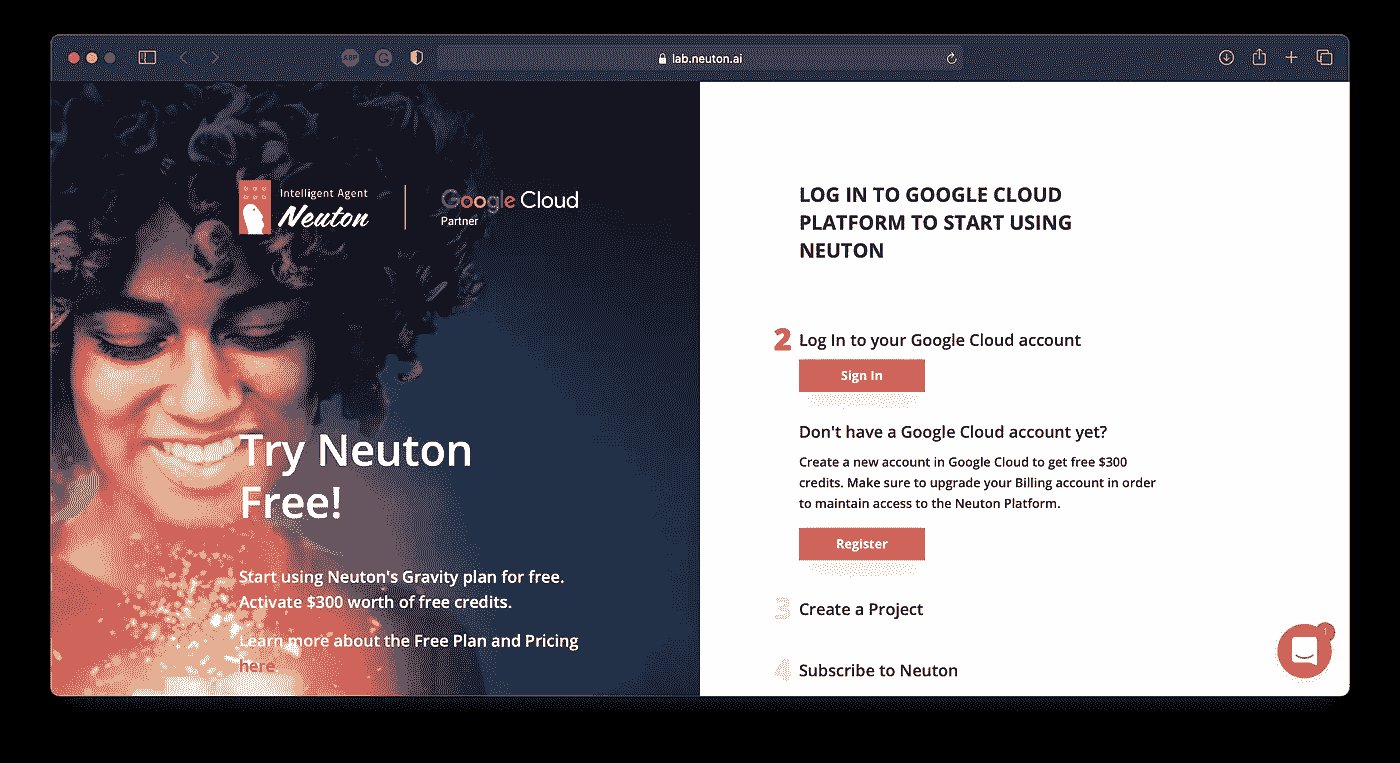 ABP
lab.neuton.ai
Intelligent Agent
Neuton
Google Cloud
Partner
Try Neuton
Free!
Start using Neuton's Gravity plan for free.
Activate $300 worth of free credits.
Learn more about the Free Plan and Pricing
here.
LOG IN TO GOOGLE CLOUD
PLATFORM TO START USING
NEUTON
2 Log In to your Google Cloud account
Sign In
Don't have a Google Cloud account yet?
Create a new account in Google Cloud to get free $300
credits. Make sure to upgrade your Billing account in order
to maintain access to the Neuton Platform.
Register
3 Create a Project
4 Subscribe to Neuton
1